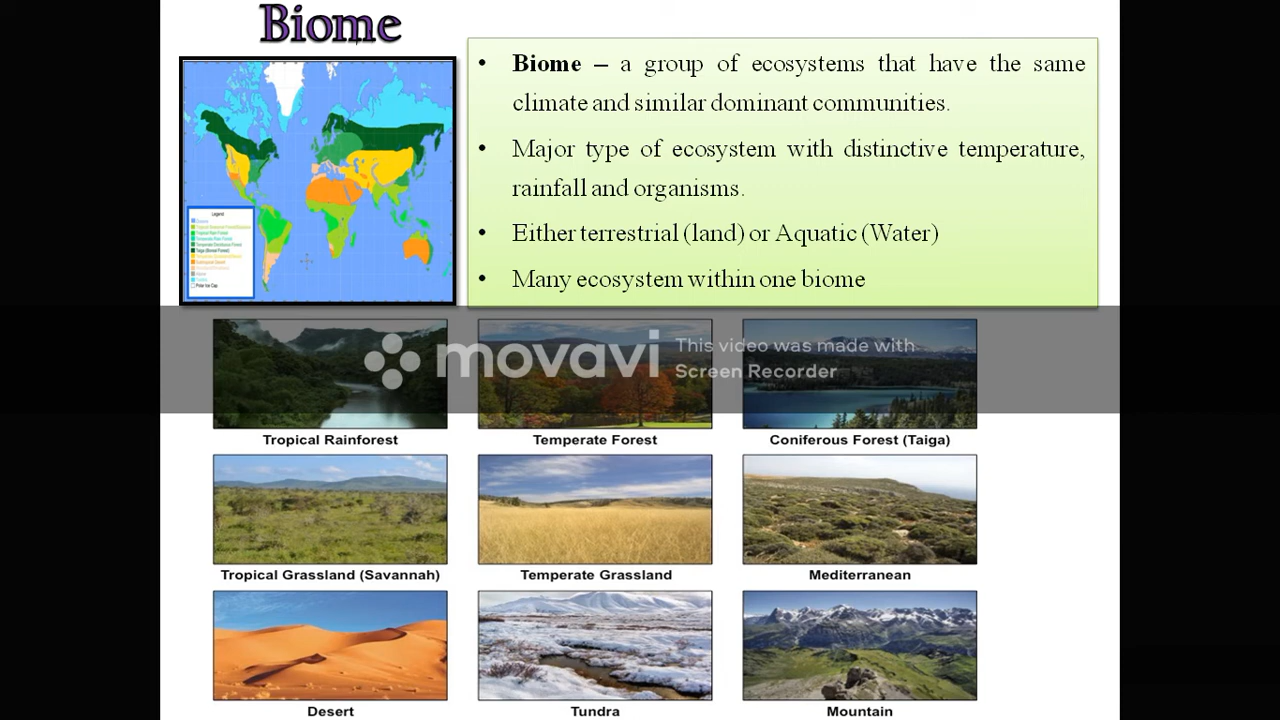 Biome
• Biome – a group of ecosystems that have the same
climate and similar dominant communities.
• Major type of ecosystem with distinctive temperature,
rainfall and organisms.
• Either terrestrial (land) or Aquatic (Water)
• Many ecosystem within one biome
Legend
movavi
This video was made with
Screen Recorder
Tropical Rainforest
Temperate Forest
Coniferous Forest (Taiga)
Tropical Grassland (Savannah)
Temperate Grassland
Mediterranean
Desert
Tundra
Mountain